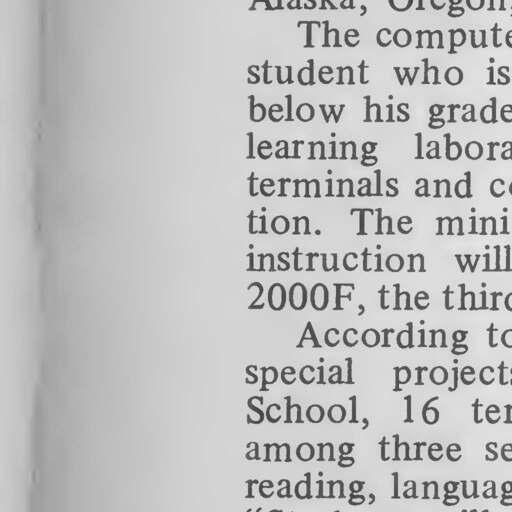 Alaska, Oregon,
The compute
student who is
below his grade
learning labora
terminals and c
tion. The mini
instruction will
2000F, the third
According to
special projects
School, 16 ter
among three se
reading, languag